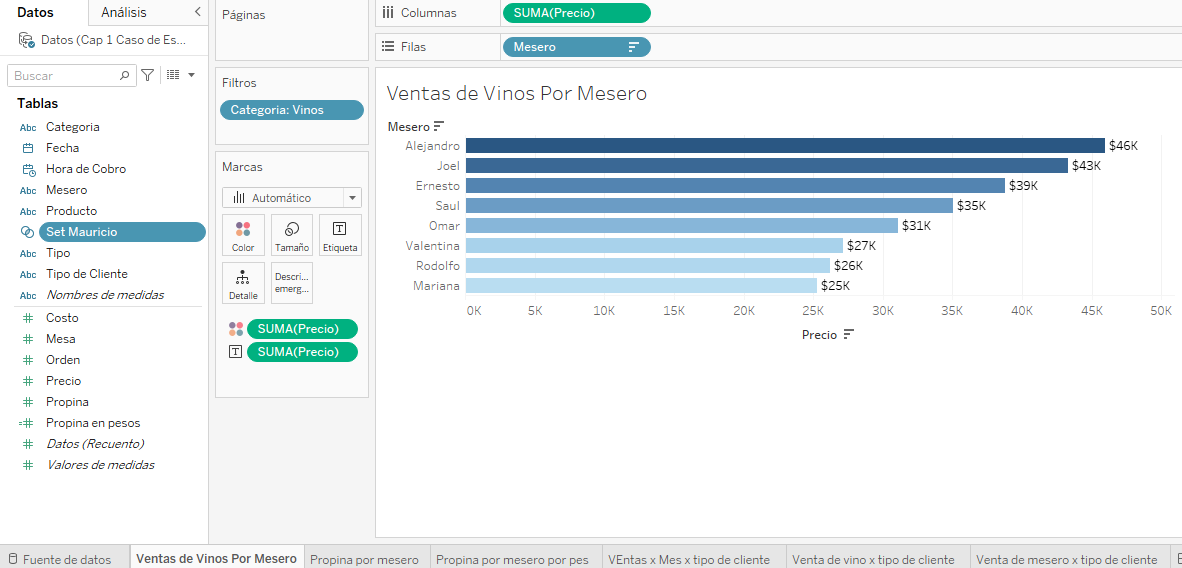 Datos
Análisis
Datos (Cap 1 Caso de Es...
Buscar
Tablas
Abc Categoria
Fecha
Hora de Cobro
Abc Mesero
Abc Producto
Set Mauricio
Abc Tipo
Abc Tipo de Cliente
Abc Nombres de medidas
# Costo
# Mesa
# Orden
# Precio
# Propina
=# Propina en pesos
# Datos (Recuento)
# Valores de medidas
Páginas
Filtros
Categoria: Vinos
Marcas
Automático
Color
Tamaño
T
Etiqueta
Detalle
Descri...
emerg...
SUMA(Precio)
T SUMA(Precio)
Columnas SUMA(Precio)
Filas Mesero
Ventas de Vinos Por Mesero
Mesero
Alejandro $46K
Joel $43K
Ernesto $39K
Saul $35K
Omar $31K
Valentina $27K
Rodolfo $26K
Mariana $25K
0K 5K 10K 15K 20K 25K 30K 35K 40K 45K 50K
Precio
Fuente de datos Ventas de Vinos Por Mesero Propina por mesero Propina por mesero por pes VEntas x Mes x tipo de cliente Venta de vino x tipo de cliente Venta de mesero x tipo de cliente